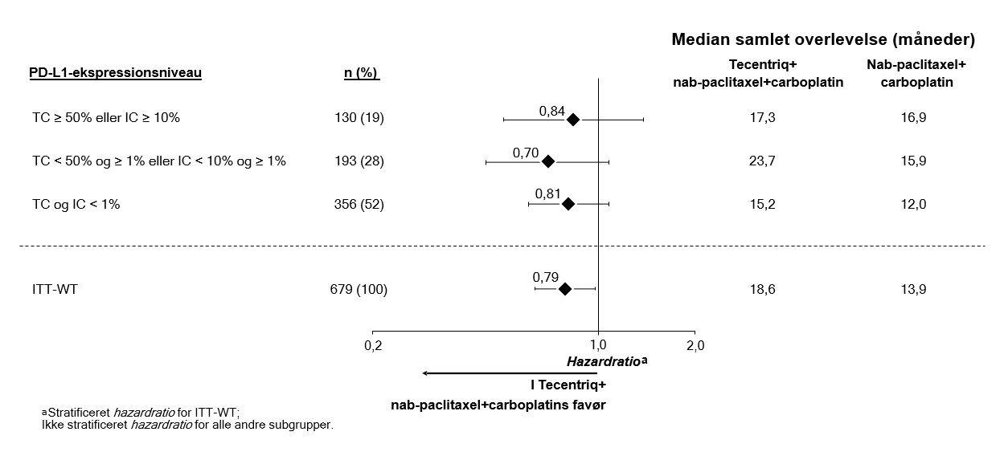 Median samlet overlevelse (måneder)
PD-L1-ekspressionsniveau n (%) Tecentriq+ Nab-paclitaxel+
nab-paclitaxel+carboplatin carboplatin
TC ≥ 50% eller IC ≥ 10% 130 (19) 0,84 17,3 16,9
TC < 50% og ≥ 1% eller IC < 10% og ≥ 1% 193 (28) 0,70 23,7 15,9
TC og IC < 1% 356 (52) 0,81 15,2 12,0
ITT-WT 679 (100) 0,79 18,6 13,9
0,2 1,0 2,0
Hazardratioa
I Tecentriq+
nab-paclitaxel+carboplatins favør
aStratificeret hazardratio for ITT-WT;
Ikke stratificeret hazardratio for alle andre subgrupper.